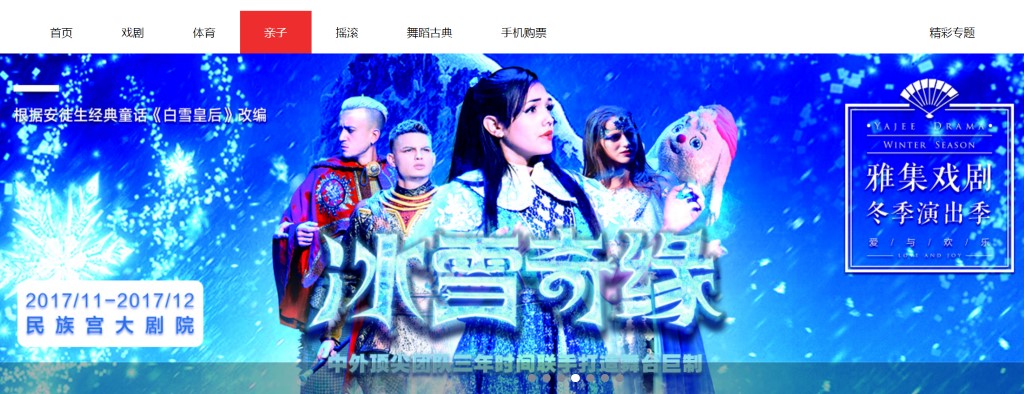 首页
戏剧
体育
亲子
摇滚
舞蹈古典
手机购票
精彩专题
根据安徒生经典童话《白雪皇后》改编
YAJEE DRAMA
WINTER SEASON
雅集戏剧
冬季演出季
爱/与/欢/乐
LOVE AND JOY
冰雪奇缘
2017/11-2017/12
民族宫大剧院
中外顶尖团队三年时间联手打造舞台巨制